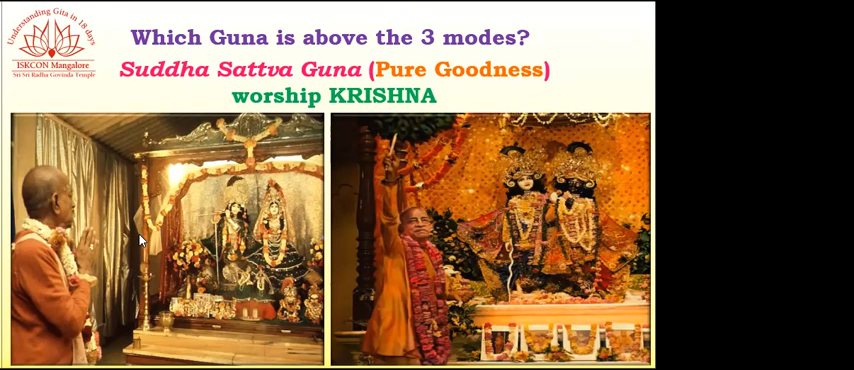 Understanding Gita in 18 days
ISKCON Mangalore
Sri Sri Radha Govinda Temple
Which Guna is above the 3 modes?
Suddha Sattva Guna (Pure Goodness)
worship KRISHNA